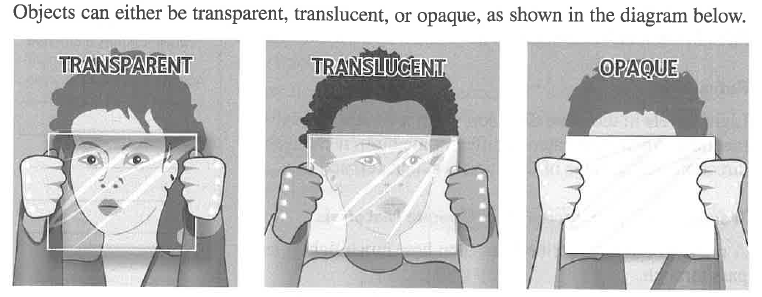 Objects can either be transparent, translucent, or opaque, as shown in the diagram below.
TRANSPARENT
TRANSLUCENT
OPAQUE